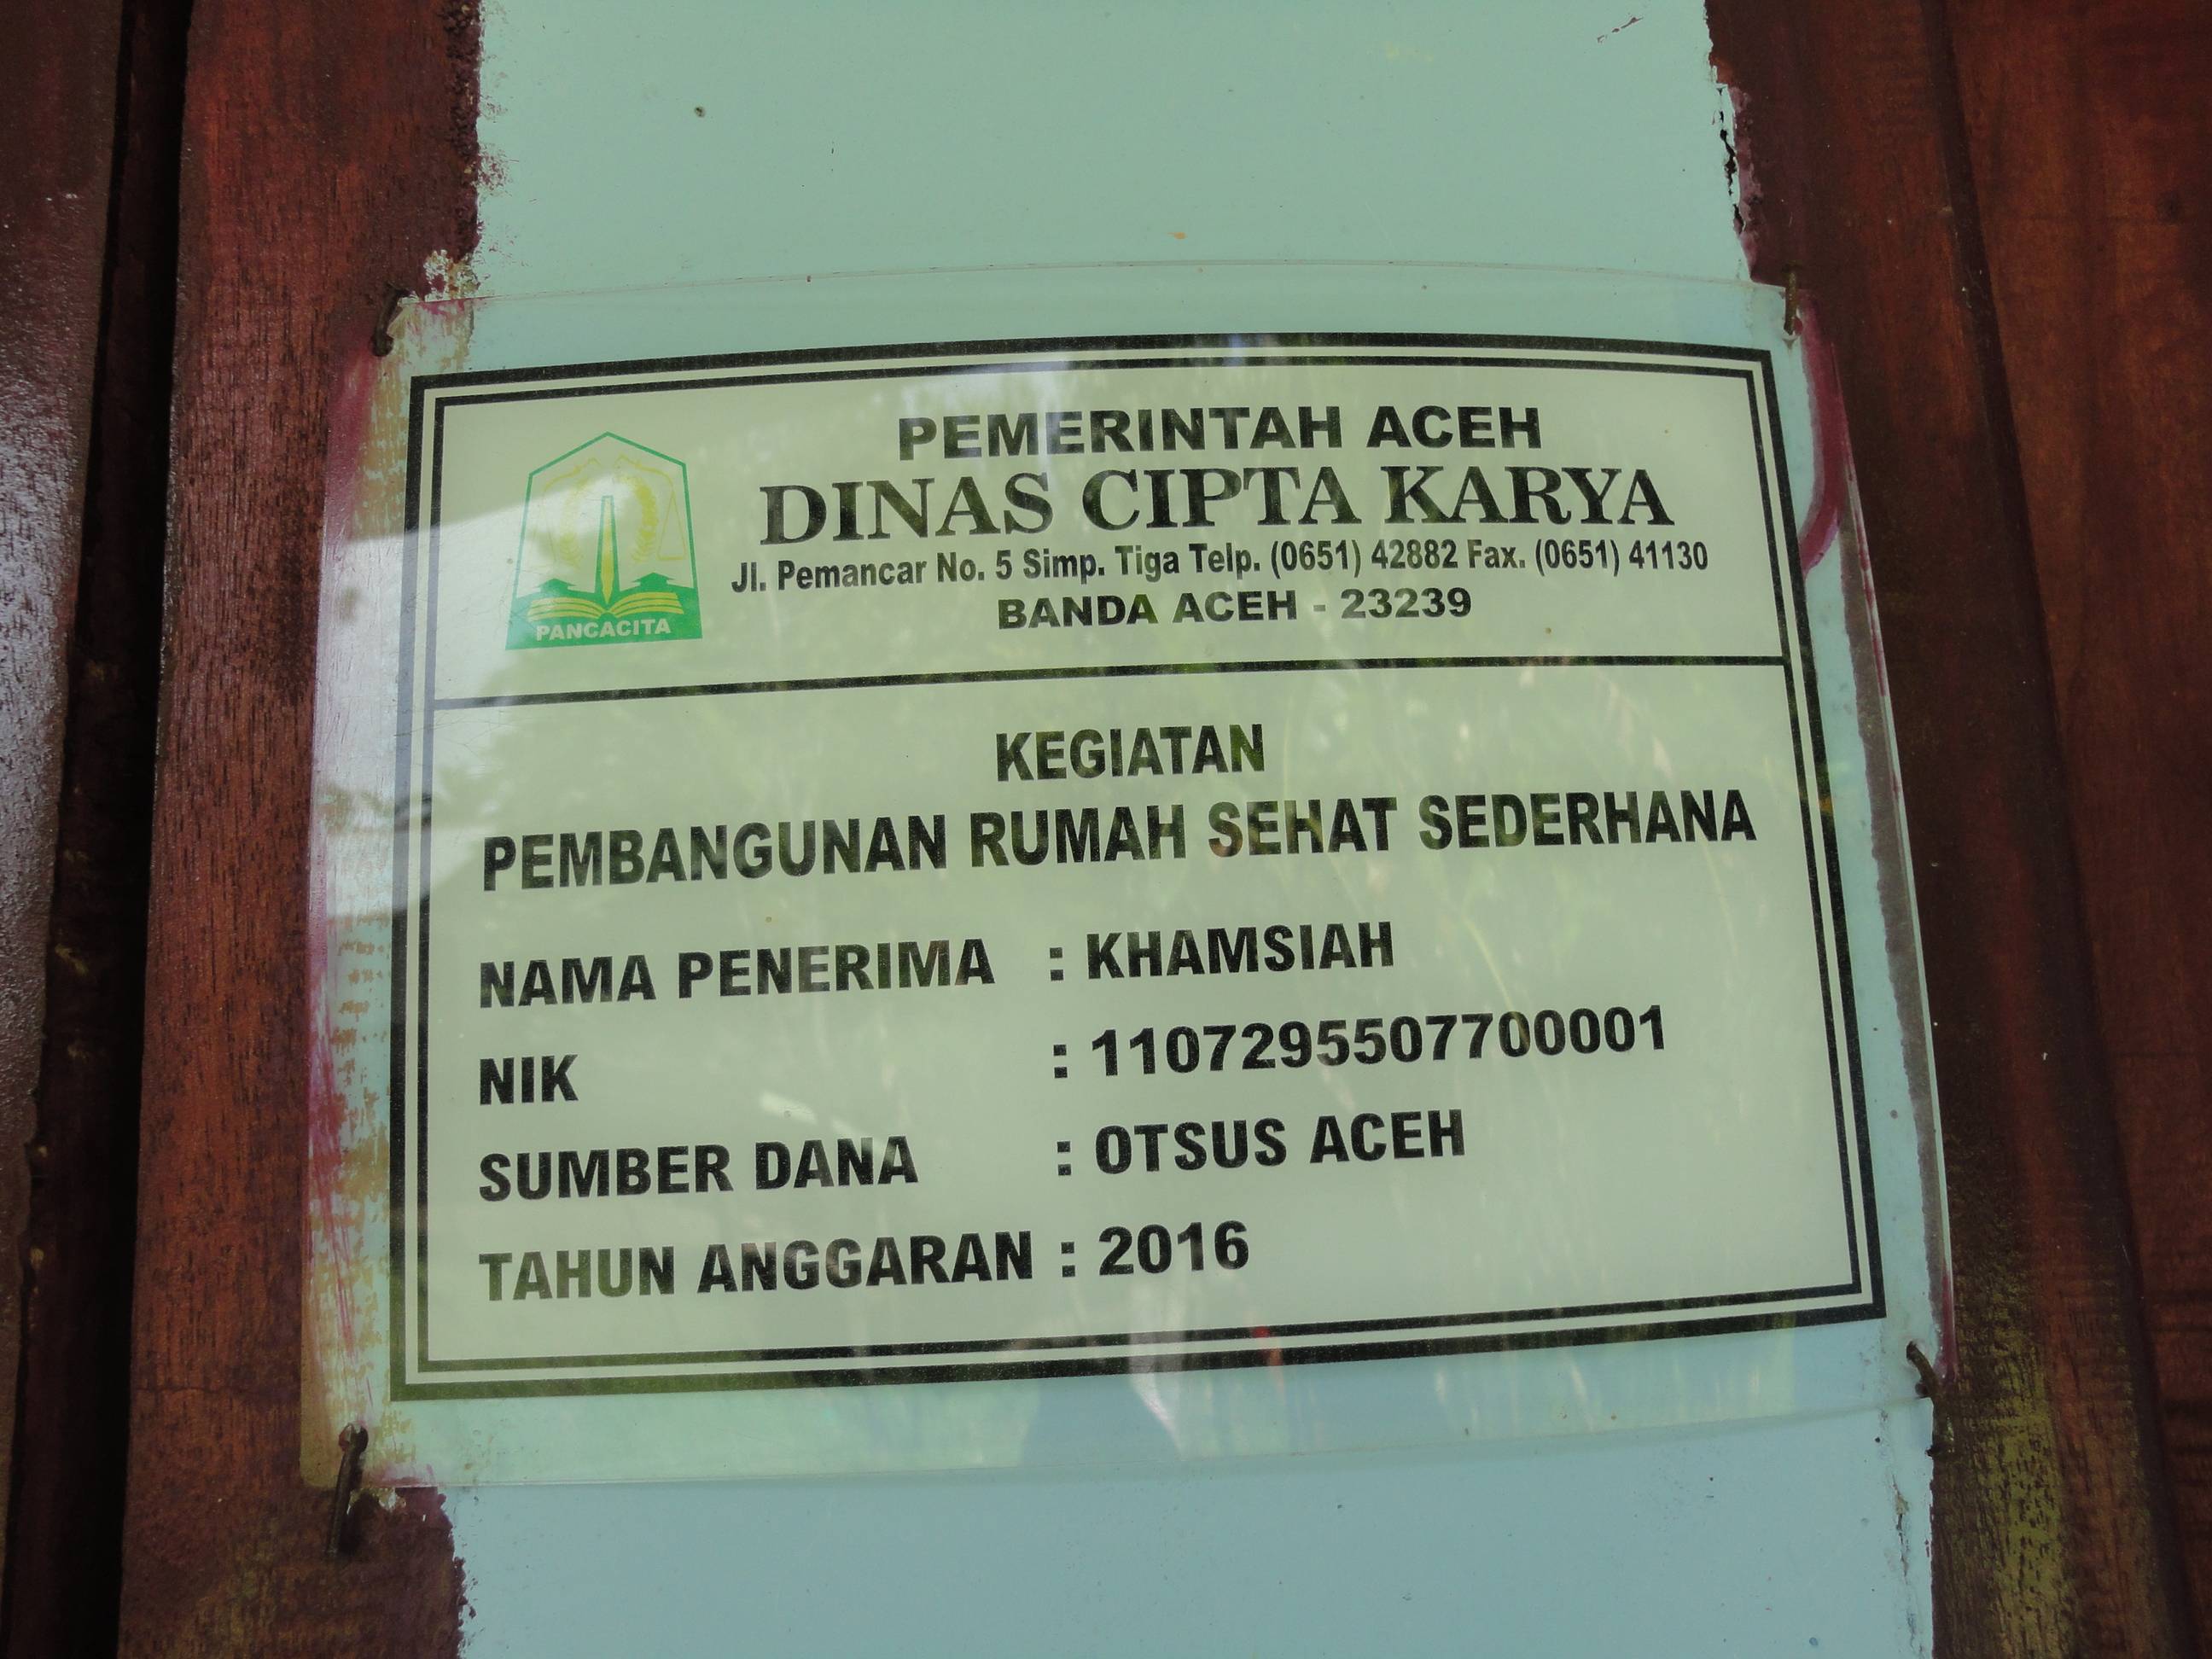 PANCACITA
PEMERINTAH ACEH
DINAS CIPTA KARYA
Jl. Pemancar No. 5 Simp. Tiga Telp. (0651) 42882 Fax. (0651) 41130
BANDA ACEH - 23239
KEGIATAN
PEMBANGUNAN RUMAH SEHAT SEDERHANA
NAMA PENERIMA : KHAMSIAH
NIK : 1107295507700001
SUMBER DANA : OTSUS ACEH
TAHUN ANGGARAN : 2016